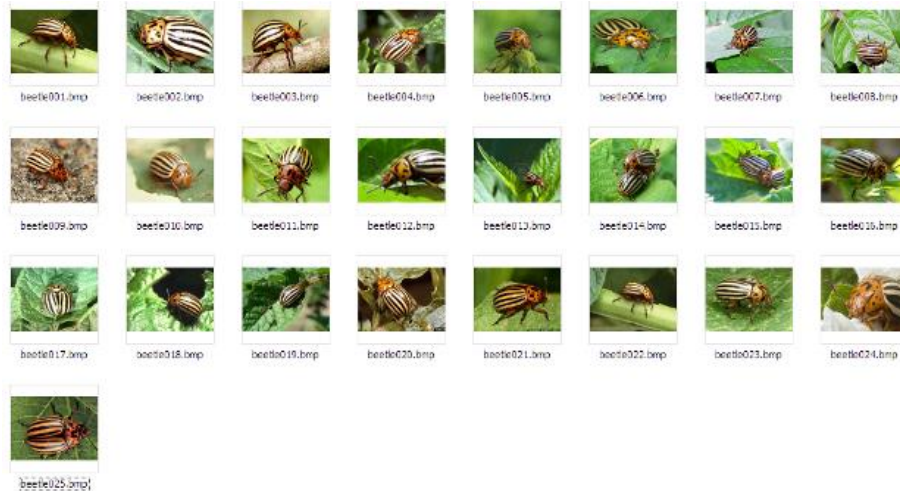 beetle001.bmp beetle002.bmp beetle003.bmp beetle004.bmp beetle005.bmp beetle006.bmp beetle007.bmp beetle008.bmp
beetle009.bmp beetle010.bmp beetle011.bmp beetle012.bmp beetle013.bmp beetle014.bmp beetle015.bmp beetle016.bmp
beetle017.bmp beetle018.bmp beetle019.bmp beetle020.bmp beetle021.bmp beetle022.bmp beetle023.bmp beetle024.bmp
beetle025.bmp